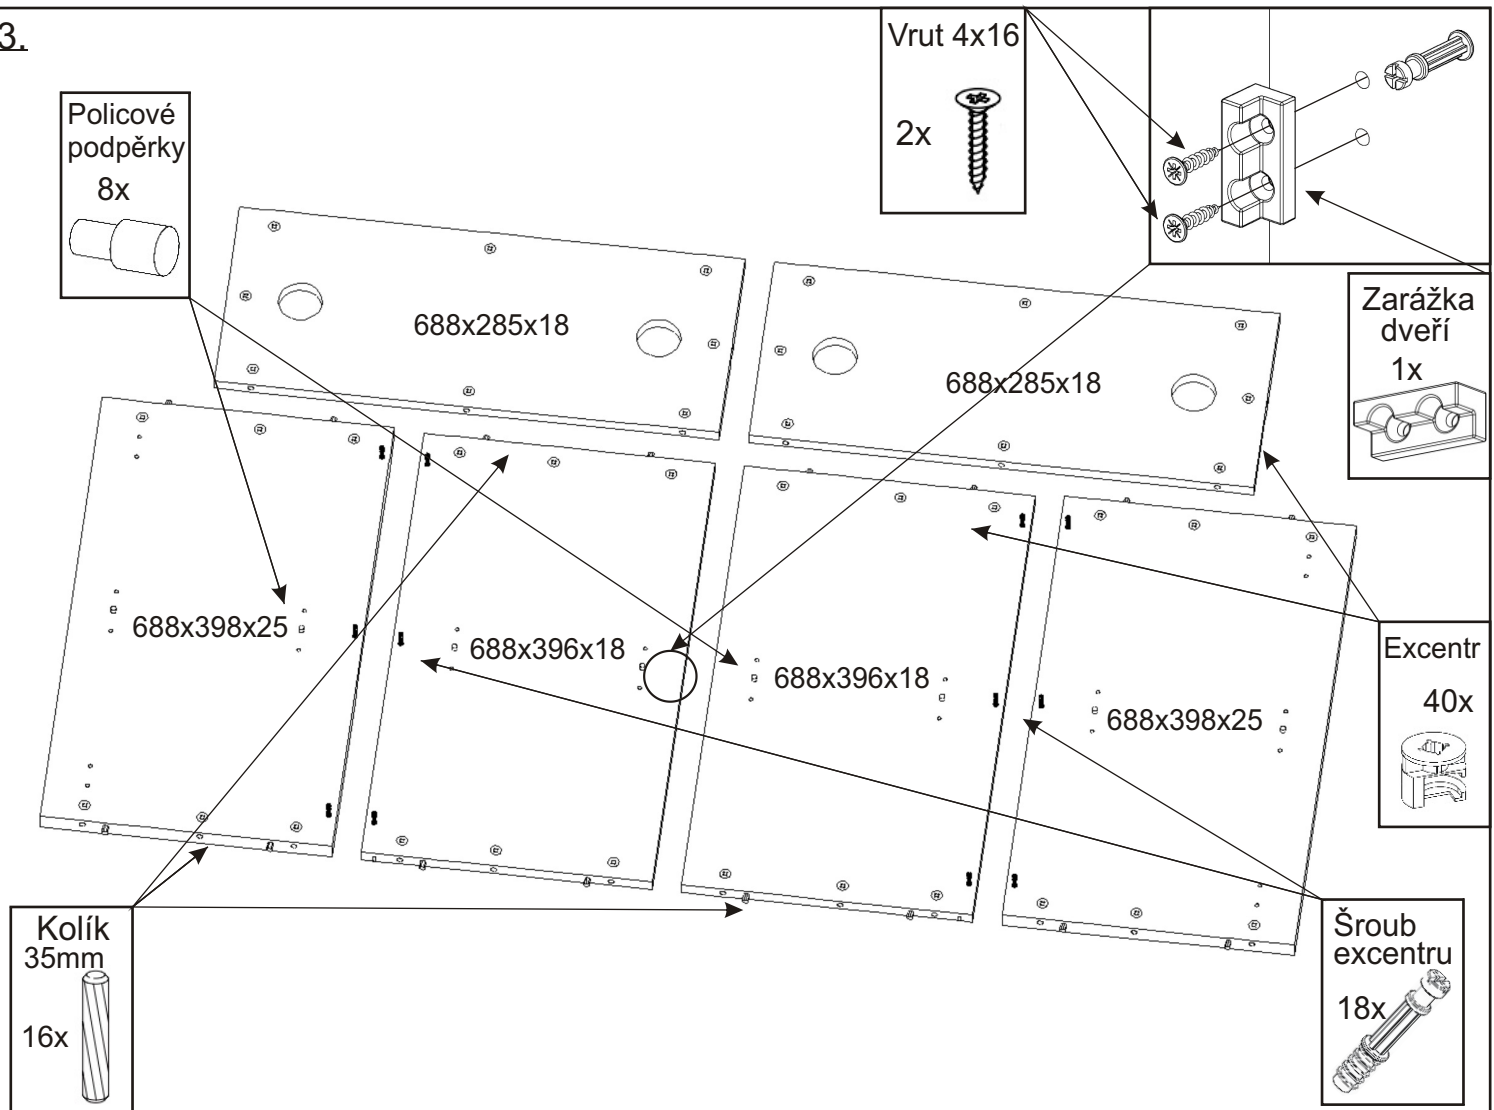 3.
Vrut 4x16
2x
Policové
podpěrky
8x
688x285x18
688x285x18
Zarážka
dveří
1x
688x398x25
688x396x18
688x396x18
688x398x25
Excentr
40x
Kolík
35mm
16x
Šroub
excentru
18x